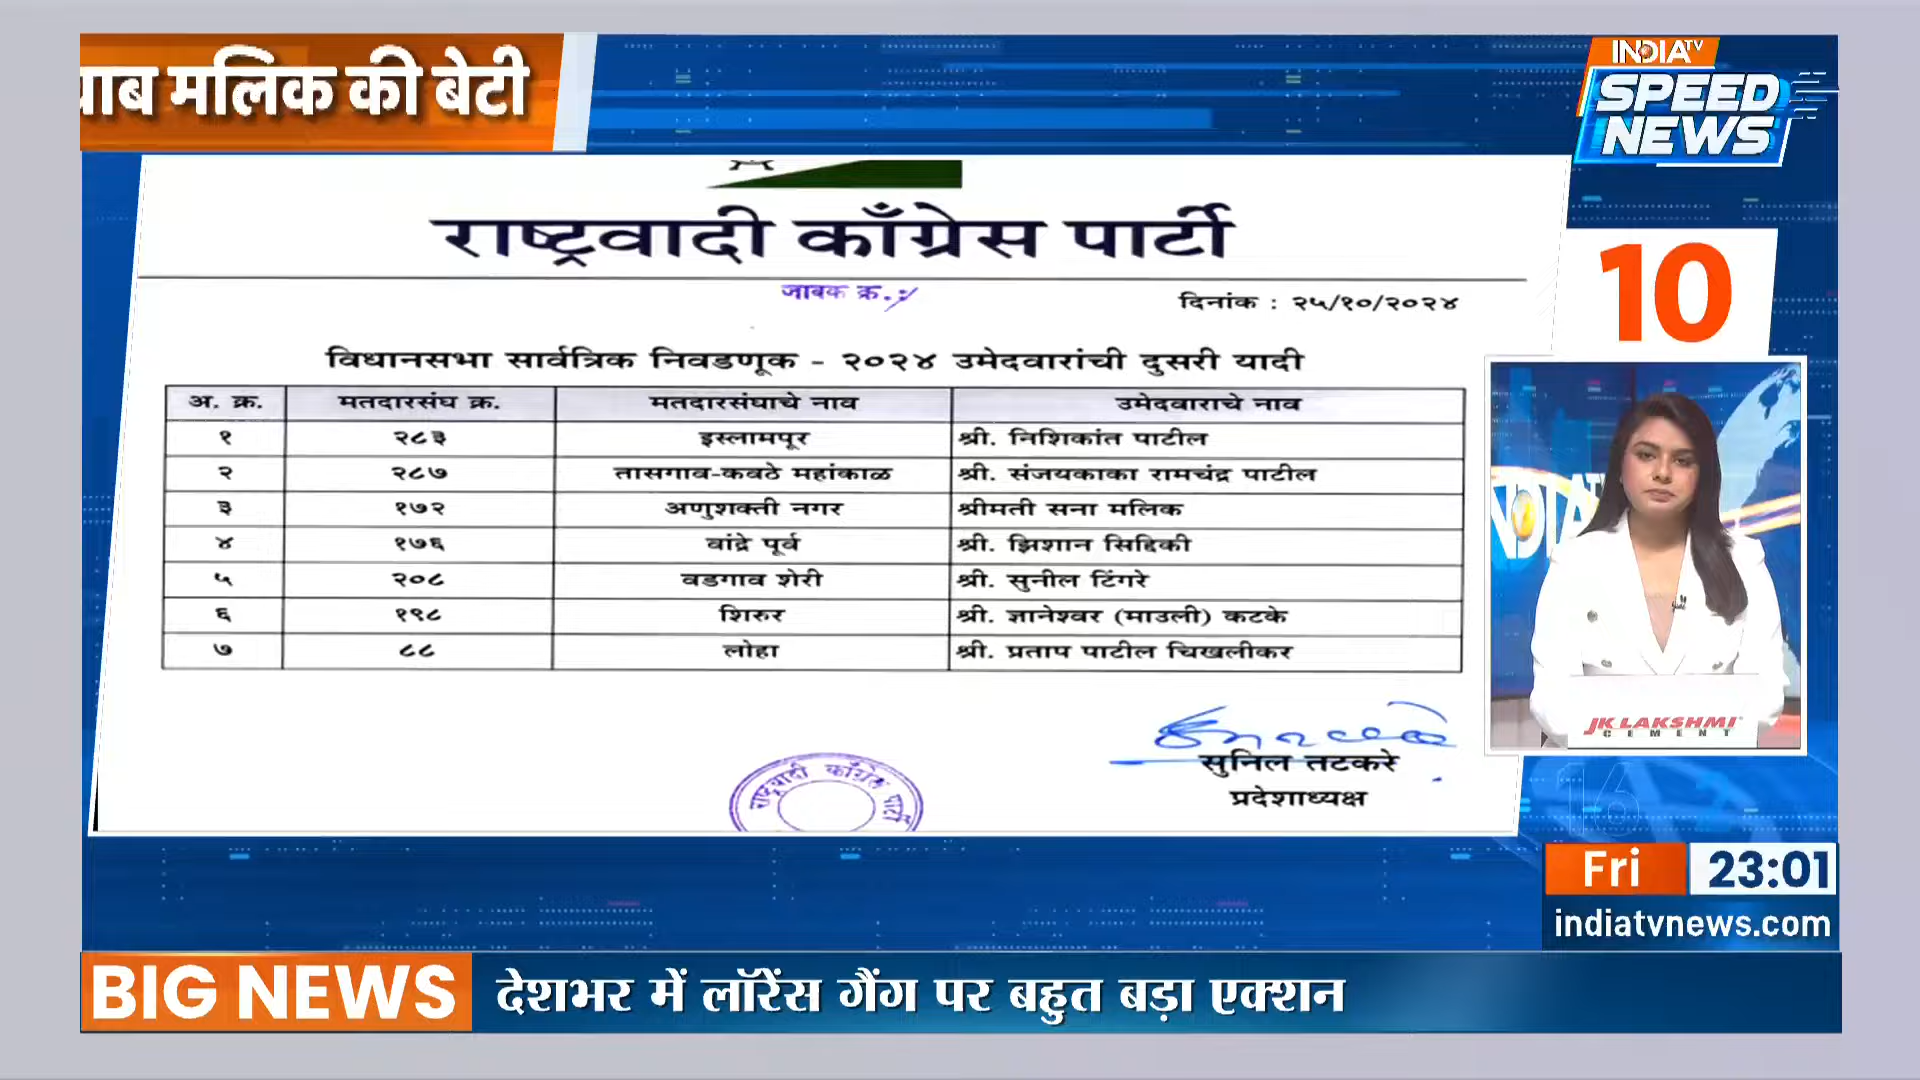 मलिक की बेटी
INDIA TV
SPEED
NEWS
राष्ट्रवादी काँग्रेस पार्टी
जावक क्र.:
दिनांक : २५/१०/२०२४
10
विधानसभा सार्वत्रिक निवडणूक - २०२४ उमेदवारांची दुसरी यादी
अ. क्र. मतदारसंघ क्र. मतदारसंघाचे नाव उमेदवाराचे नाव
१ २८३ इस्लामपूर श्री. निशिकांत पाटील
२ २८७ तासगाव-कवठे महांकाळ श्री. संजयकाका रामचंद्र पाटील
३ १७२ अणुशक्ती नगर श्रीमती सना मलिक
४ १७६ वांद्रे पूर्व श्री. झिशान सिद्दिकी
५ २०८ वडगाव शेरी श्री. सुनील टिंगरे
६ १९८ शिरुर श्री. ज्ञानेश्वर (माउली) कटके
७ ८८ लोहा श्री. प्रताप पाटील चिखलीकर
JK LAKSHMI
CEMENT
सुनिल तटकरे
प्रदेशाध्यक्ष
राष्ट्रवादी काँग्रेस पार्टी
Fri 23:01
indiatvnews.com
BIG NEWS देशभर में लॉरेंस गैंग पर बहुत बड़ा एक्शन